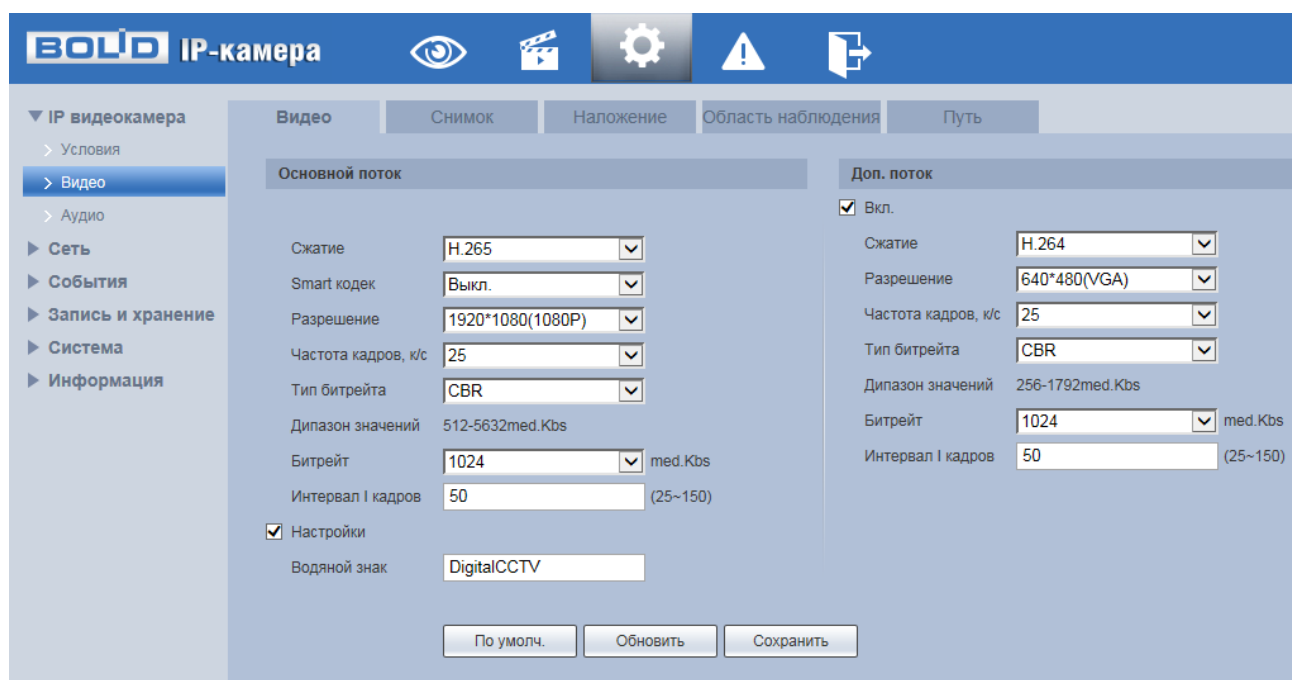 BOLID IP-камера
IP видеокамера
Условия
Видео
Аудио
Сеть
События
Запись и хранение
Система
Информация
Видео Снимок Наложение Область наблюдения Путь
Основной поток
Сжатие H.265
Smart кодек Выкл.
Разрешение 1920*1080(1080P)
Частота кадров, к/с 25
Тип битрейта CBR
Дипазон значений 512-5632med.Kbs
Битрейт 1024 med.Kbs
Интервал I кадров 50 (25~150)
Настройки
Водяной знак DigitalCCTV
Доп. поток
Вкл.
Сжатие H.264
Разрешение 640*480(VGA)
Частота кадров, к/с 25
Тип битрейта CBR
Дипазон значений 256-1792med.Kbs
Битрейт 1024 med.Kbs
Интервал I кадров 50 (25~150)
По умолч. Обновить Сохранить